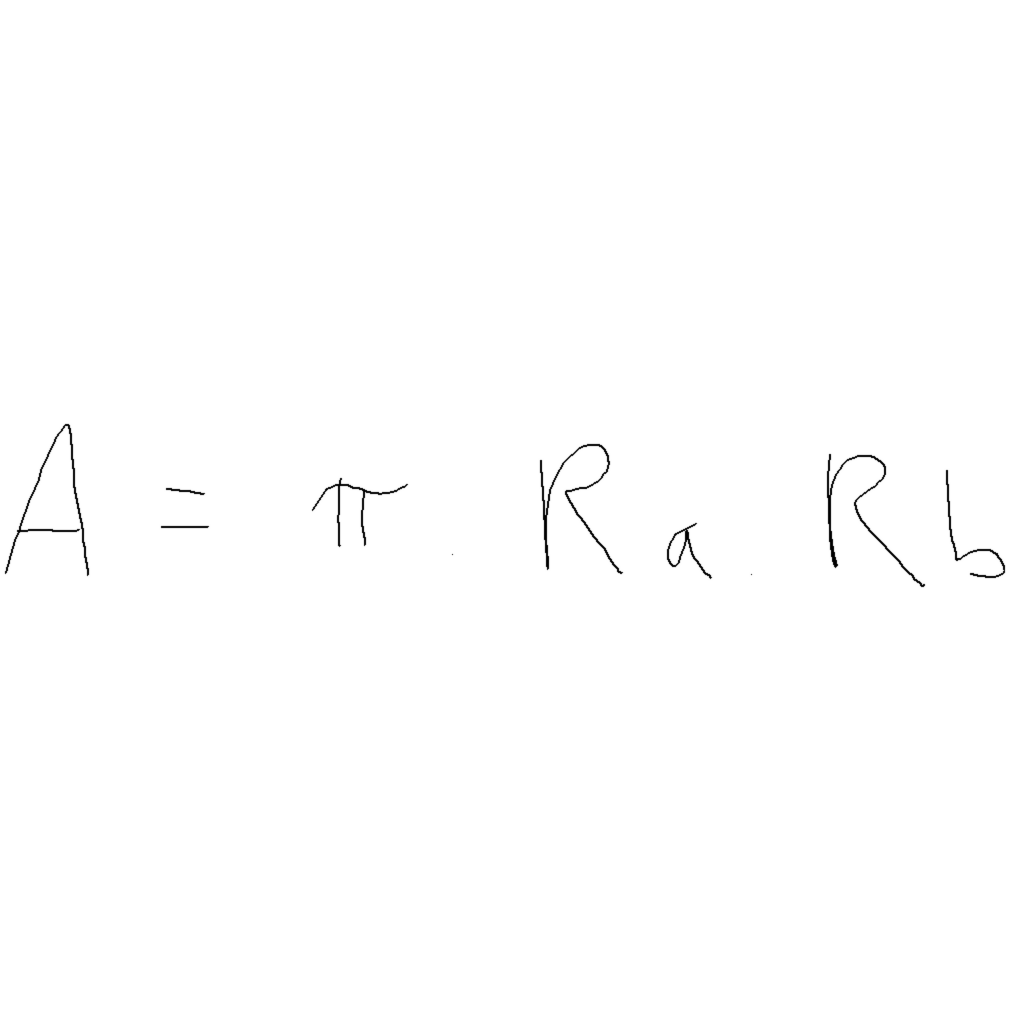 A = π . Ra . Rb